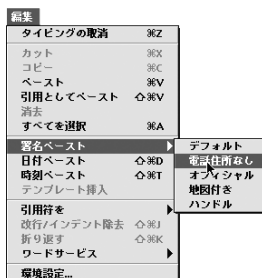 編集
タイピングの取消 ⌘Z
カット ⌘X
コピー ⌘C
ペースト ⌘V
引用としてペースト ⇧⌘V
消去
すべてを選択 ⌘A
署名ペースト
デフォルト
電話住所なし
オフィシャル
地図付き
ハンドル
日付ペースト ⇧⌘D
時刻ペースト ⇧⌘T
テンプレート挿入
引用符を
改行/インデント除去 ⇧⌘J
折り返す ⇧⌘K
ワードサービス
環境設定...